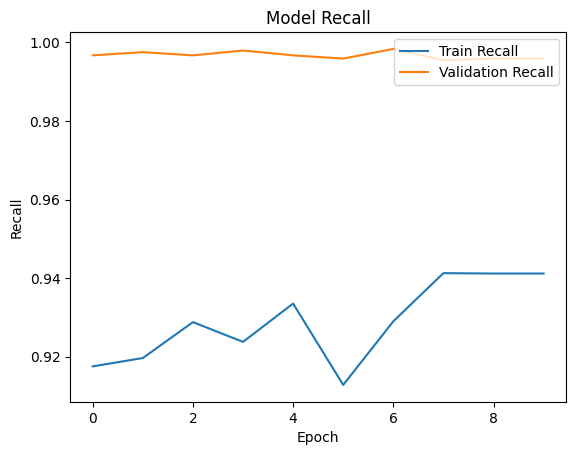 Model Recall
Train Recall
Validation Recall
1.00
0.98
0.96
0.94
0.92
Recall
0 2 4 6 8
Epoch